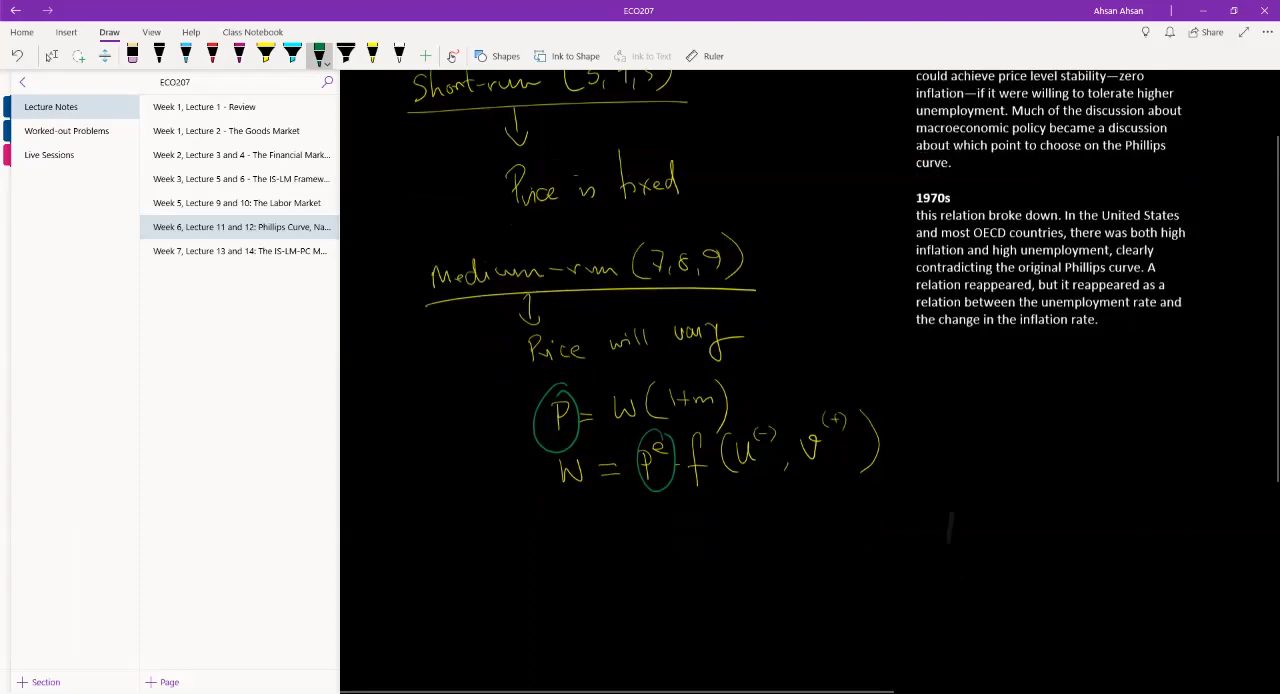 ECO207
Ahsan Ahsan
Home Insert Draw View Help Class Notebook
Share
Shapes Ink to Shape Ink to Text Ruler
ECO207
Lecture Notes
Worked-out Problems
Live Sessions
Week 1, Lecture 1 - Review
Week 1, Lecture 2 - The Goods Market
Week 2, Lecture 3 and 4 - The Financial Mark...
Week 3, Lecture 5 and 6 - The IS-LM Framew...
Week 5, Lecture 9 and 10: The Labor Market
Week 6, Lecture 11 and 12: Phillips Curve, Na...
Week 7, Lecture 13 and 14: The IS-LM-PC M...
Section
Page
Short-run (3, 4, 5)
Price is fixed
Medium-run (7, 8, 9)
Price will vary
P = W (1+m)
W = Pᵉ f (u⁽⁻⁾, v⁽⁺⁾)
could achieve price level stability—zero
inflation—if it were willing to tolerate higher
unemployment. Much of the discussion about
macroeconomic policy became a discussion
about which point to choose on the Phillips
curve.
1970s
this relation broke down. In the United States
and most OECD countries, there was both high
inflation and high unemployment, clearly
contradicting the original Phillips curve. A
relation reappeared, but it reappeared as a
relation between the unemployment rate and
the change in the inflation rate.